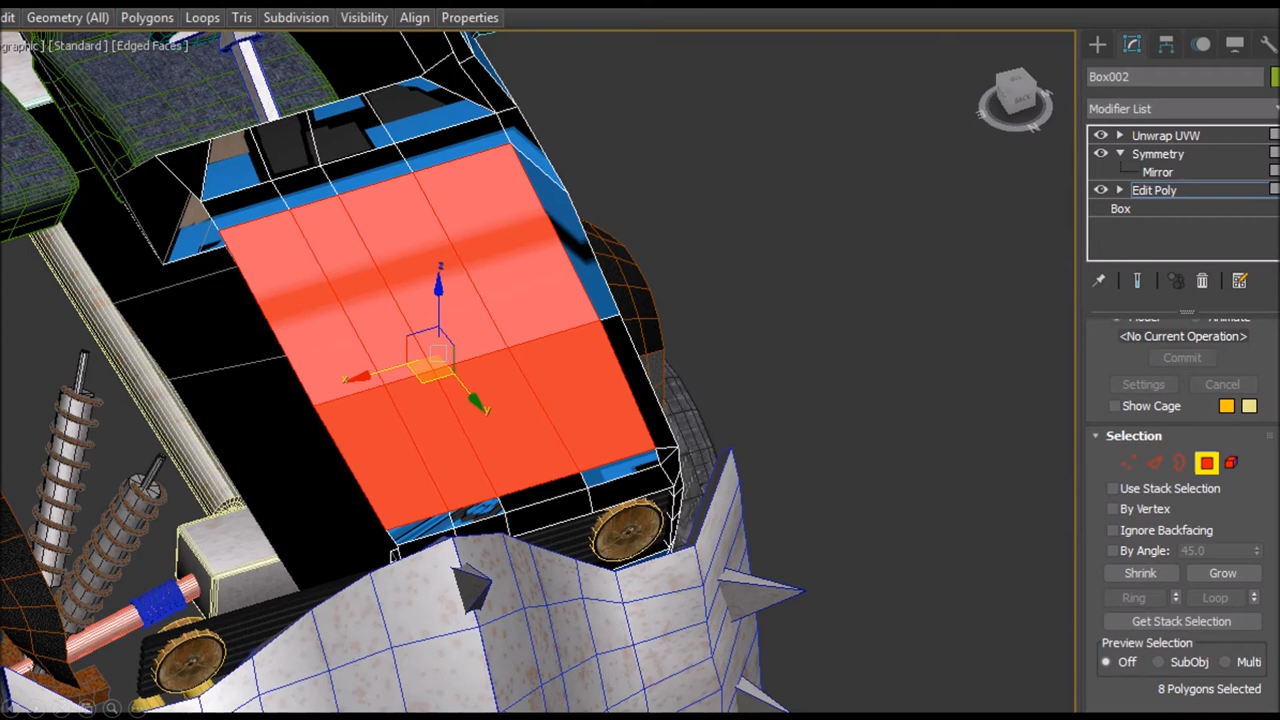 dit Geometry (All) Polygons Loops Tris Subdivision Visibility Align Properties
graphic ] [Standard ] [Edged Faces ]
Box002
Modifier List
Unwrap UVW
Symmetry
Mirror
Edit Poly
Box
<No Current Operation>
Commit
Settings Cancel
Show Cage
Selection
Use Stack Selection
By Vertex
Ignore Backfacing
By Angle: 45.0
Shrink Grow
Ring Loop
Get Stack Selection
Preview Selection
Off SubObj Multi
8 Polygons Selected
x
y
z